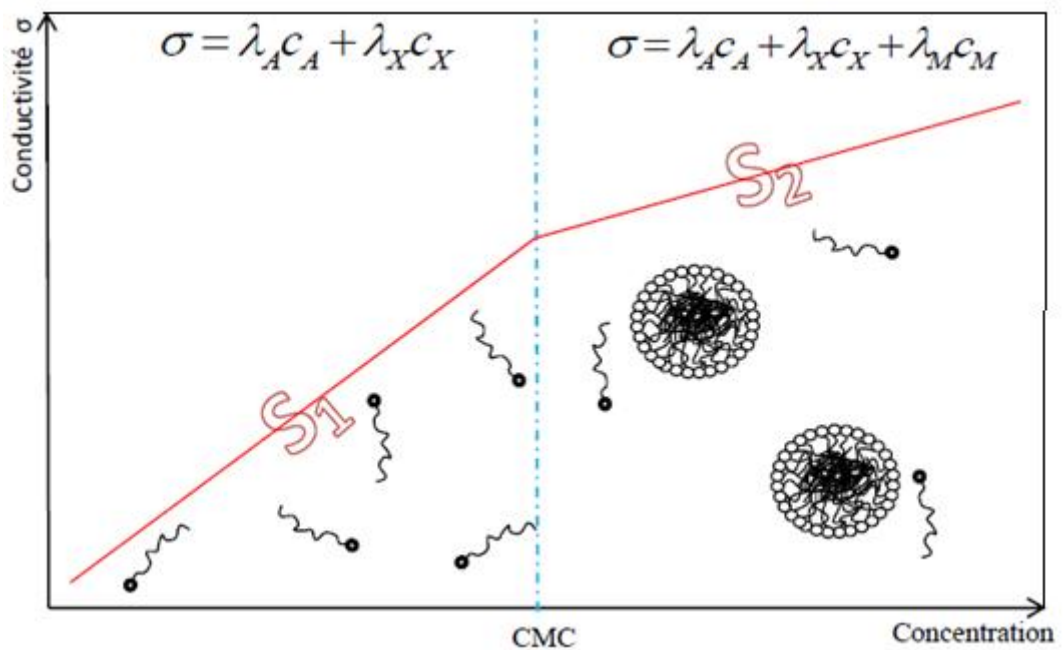 σ = λ_A c_A + λ_X c_X
σ = λ_A c_A + λ_X c_X + λ_M c_M
Conductivité σ
S₂
S₁
CMC
Concentration